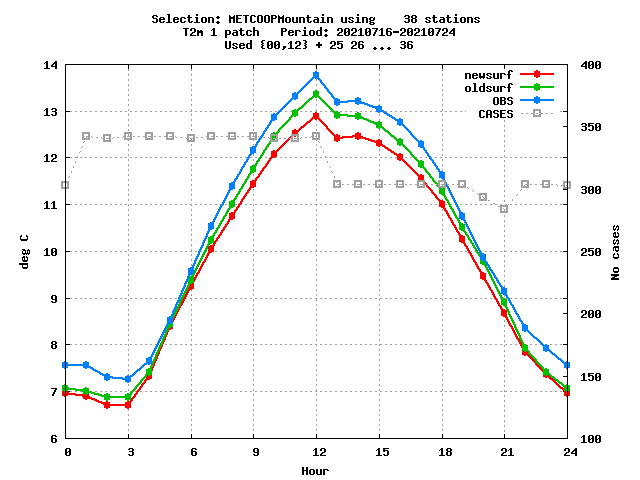 Selection: METCOOPMountain using    38 stations
T2m 1 patch   Period: 20210716-20210724
Used {00,12} + 25 26 ... 36
newsurf
oldsurf
OBS
CASES
14
13
12
11
10
9
8
7
6
deg C
400
350
300
250
200
150
100
No cases
0 3 6 9 12 15 18 21 24
Hour